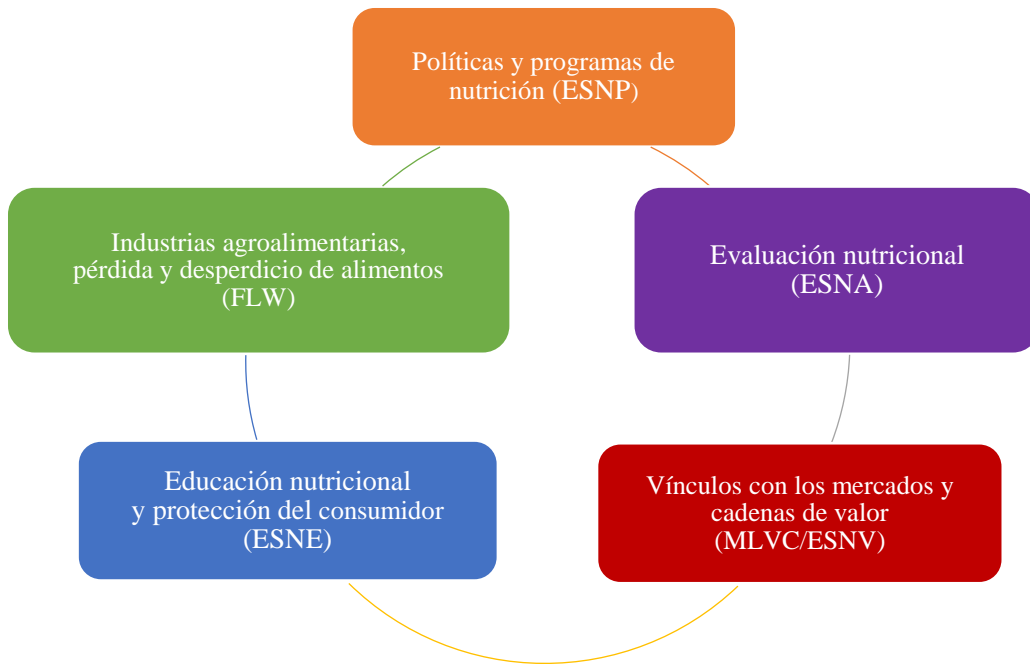 Políticas y programas de
nutrición (ESNP)
Industrias agroalimentarias,
pérdida y desperdicio de alimentos
(FLW)
Evaluación nutricional
(ESNA)
Educación nutricional
y protección del consumidor
(ESNE)
Vínculos con los mercados y
cadenas de valor
(MLVC/ESNV)